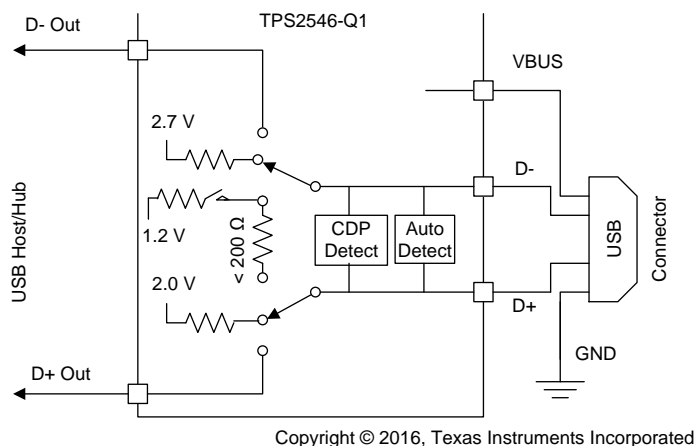 D- Out
TPS2546-Q1
VBUS
2.7 V
D-
1.2 V
< 200 Ω
CDP
Detect
Auto
Detect
USB
Connector
USB Host/Hub
2.0 V
D+
D+ Out
GND
Copyright © 2016, Texas Instruments Incorporated